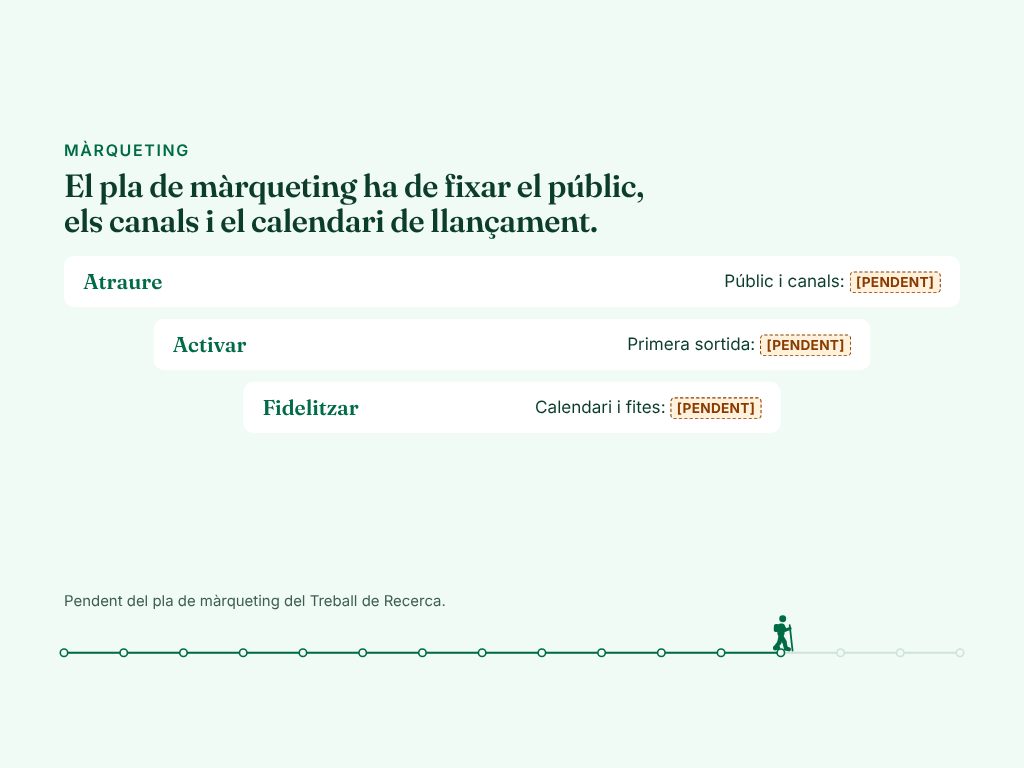 MÀRQUETING
El pla de màrqueting ha de fixar el públic,
els canals i el calendari de llançament.
Atraure
Públic i canals: [PENDENT]
Activar
Primera sortida: [PENDENT]
Fidelitzar
Calendari i fites: [PENDENT]
Pendent del pla de màrqueting del Treball de Recerca.